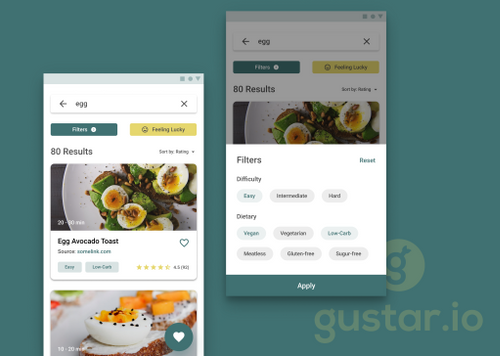 egg
Filters
Feeling Lucky
80 Results
Sort by: Rating
20 - 30 min
Egg Avocado Toast
Source: somelink.com
Easy
Low-Carb
4.5 (92)
18 - 20 min
egg
Filters
Feeling Lucky
80 Results
Sort by: Rating
Filters
Reset
Difficulty
Easy
Intermediate
Hard
Dietary
Vegan
Vegetarian
Low-Carb
Meatless
Gluten-free
Sugur-free
Apply
g
gustar.io